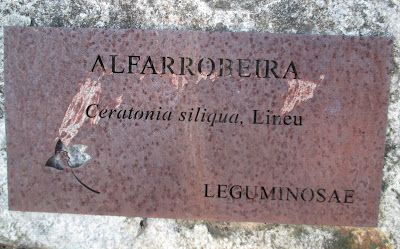 ALFARROBEIRA
Ceratonia siliqua, Lineu
LEGUMINOSAE